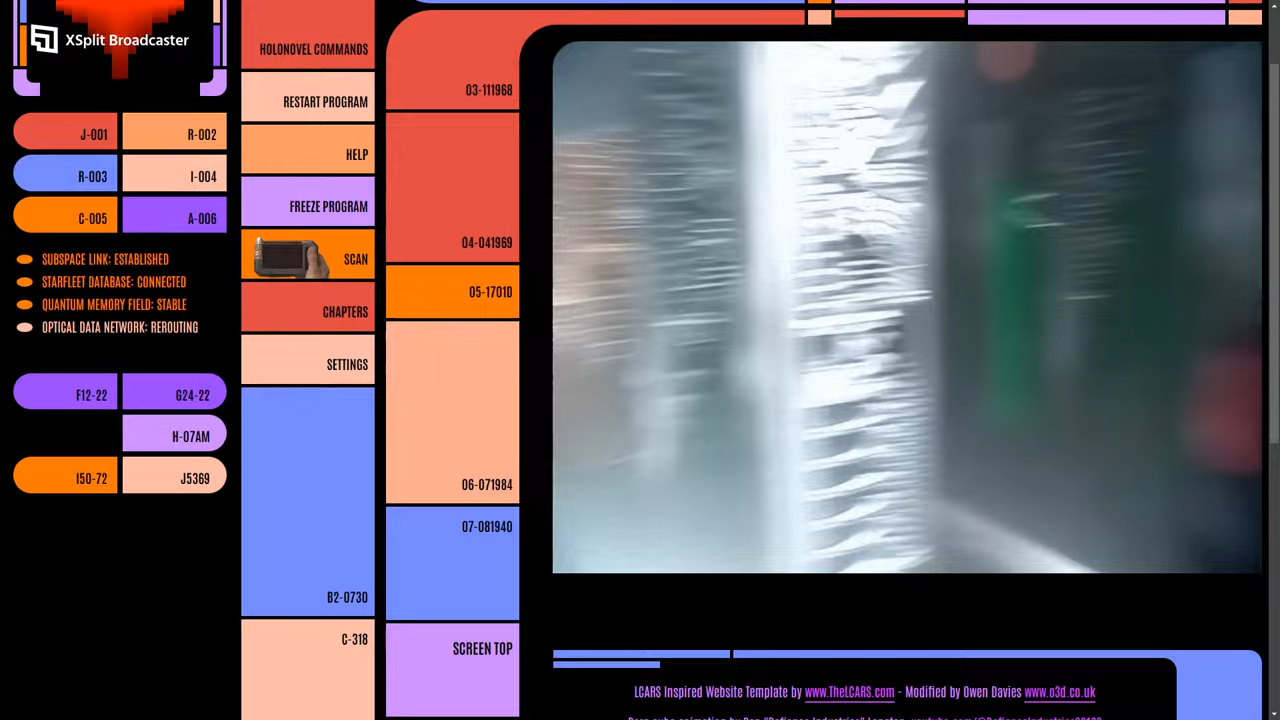 XSplit Broadcaster
J-001
R-002
R-003
I-004
C-005
A-006
SUBSPACE LINK: ESTABLISHED
STARFLEET DATABASE: CONNECTED
QUANTUM MEMORY FIELD: STABLE
OPTICAL DATA NETWORK: REROUTING
F12-22
G24-22
H-07AM
I50-72
J5369
HOLONOVEL COMMANDS
RESTART PROGRAM
HELP
FREEZE PROGRAM
SCAN
CHAPTERS
SETTINGS
B2-0730
C-318
03-111968
04-041969
05-1701D
06-071984
07-081940
SCREEN TOP
LCARS Inspired Website Template by www.TheLCARS.com - Modified by Owen Davies www.o3d.co.uk